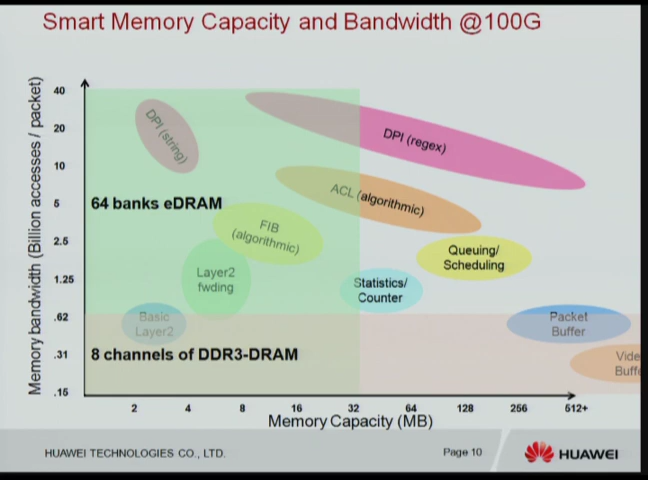 Smart Memory Capacity and Bandwidth @100G
Memory bandwidth (Billion accesses / packet)
40
20
10
5
2.5
1.25
.62
.31
.15
DPI (string)
DPI (regex)
ACL (algorithmic)
64 banks eDRAM
FIB
(algorithmic)
Queuing/
Scheduling
Layer2
fwding
Statistics/
Counter
Basic
Layer2
Packet
Buffer
8 channels of DDR3-DRAM
Vide
Buff
2 4 8 16 32 64 128 256 512+
Memory Capacity (MB)
HUAWEI TECHNOLOGIES CO., LTD.
Page 10
HUAWEI